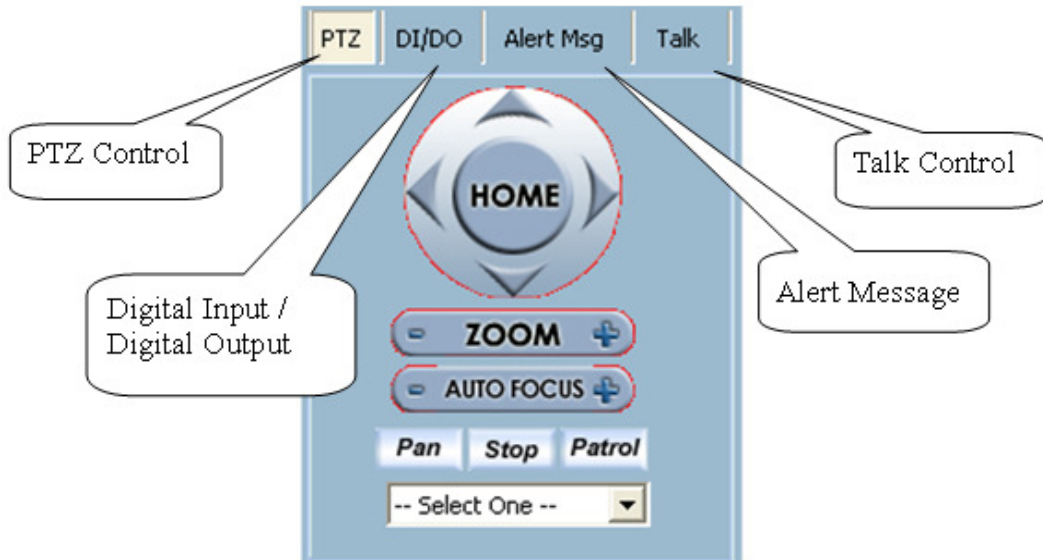 PTZ DI/DO Alert Msg Talk
PTZ Control
Talk Control
HOME
Digital Input /
Digital Output
Alert Message
- ZOOM +
- AUTO FOCUS +
Pan Stop Patrol
-- Select One --